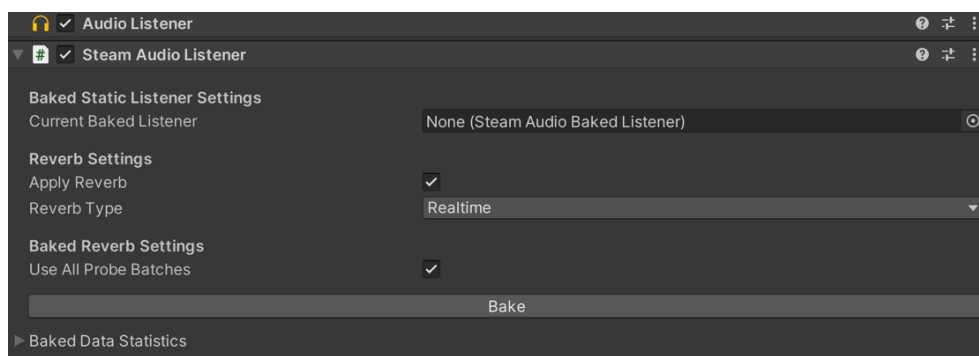 Audio Listener
# Steam Audio Listener
Baked Static Listener Settings
Current Baked Listener None (Steam Audio Baked Listener)
Reverb Settings
Apply Reverb
Reverb Type Realtime
Baked Reverb Settings
Use All Probe Batches
Bake
Baked Data Statistics